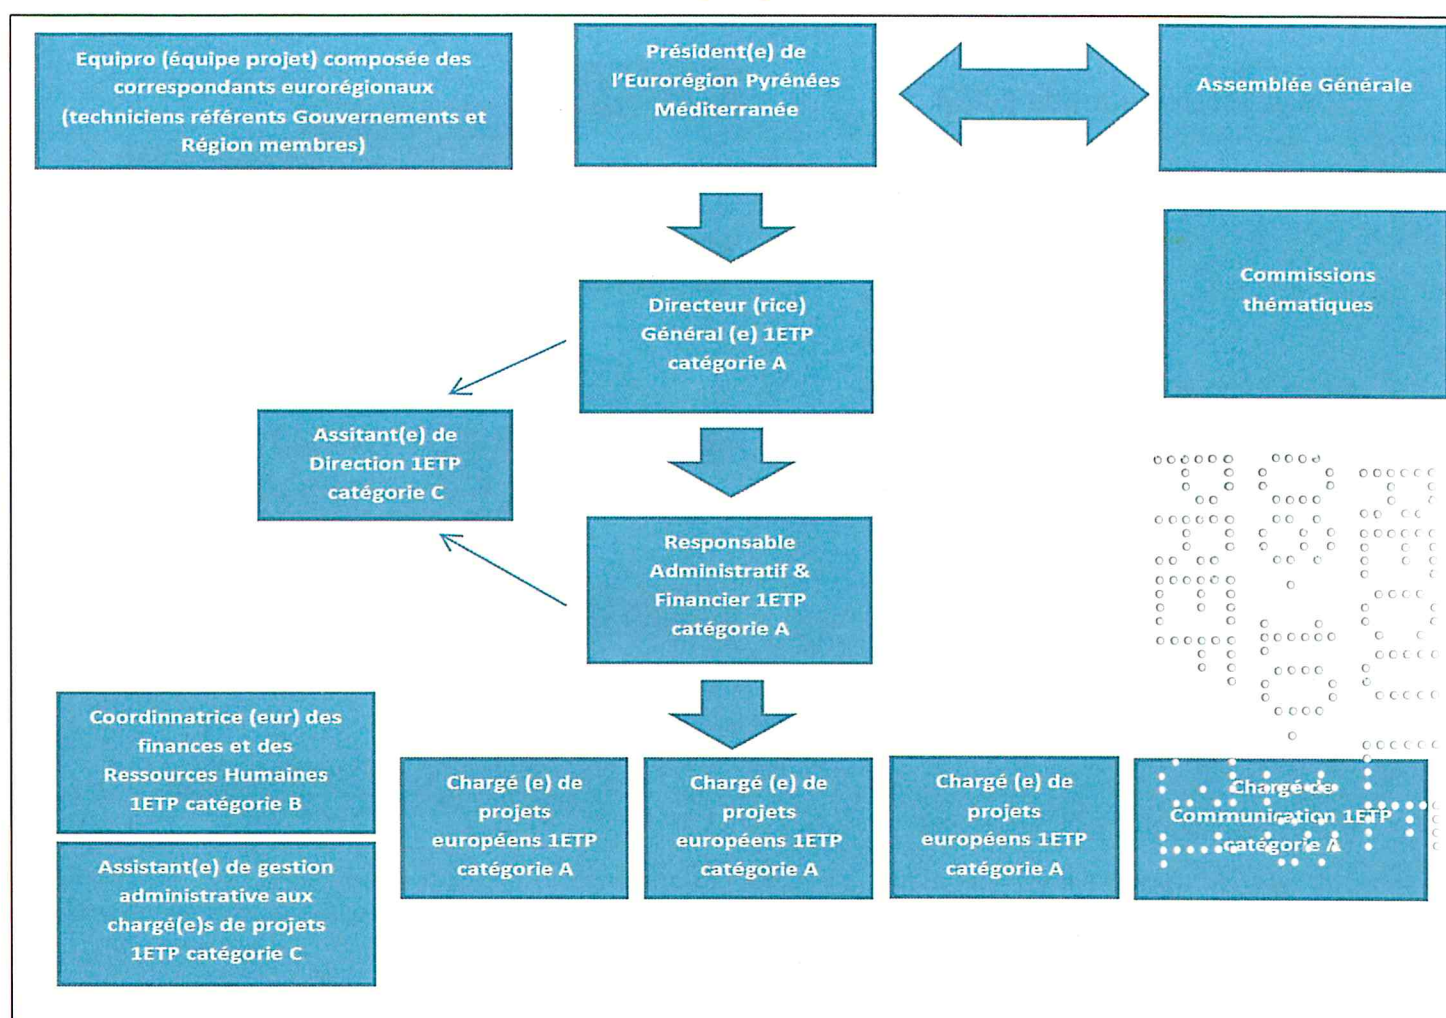 Equipro (équipe projet) composée des
correspondants eurorégionaux
(techniciens référents Gouvernements et
Région membres)
Président(e) de
l'Eurorégion Pyrénées
Méditerranée
Assemblée Générale
Commissions
thématiques
Directeur (rice)
Général (e) 1ETP
catégorie A
Assitant(e) de
Direction 1ETP
catégorie C
Responsable
Administratif &
Financier 1ETP
catégorie A
Coordinnatrice (eur) des
finances et des
Ressources Humaines
1ETP catégorie B
Assistant(e) de gestion
administrative aux
chargé(e)s de projets
1ETP catégorie C
Chargé (e) de
projets
européens 1ETP
catégorie A
Chargé (e) de
projets
européens 1ETP
catégorie A
Chargé (e) de
projets
européens 1ETP
catégorie A
Chargé de
Communication 1ETP
catégorie A